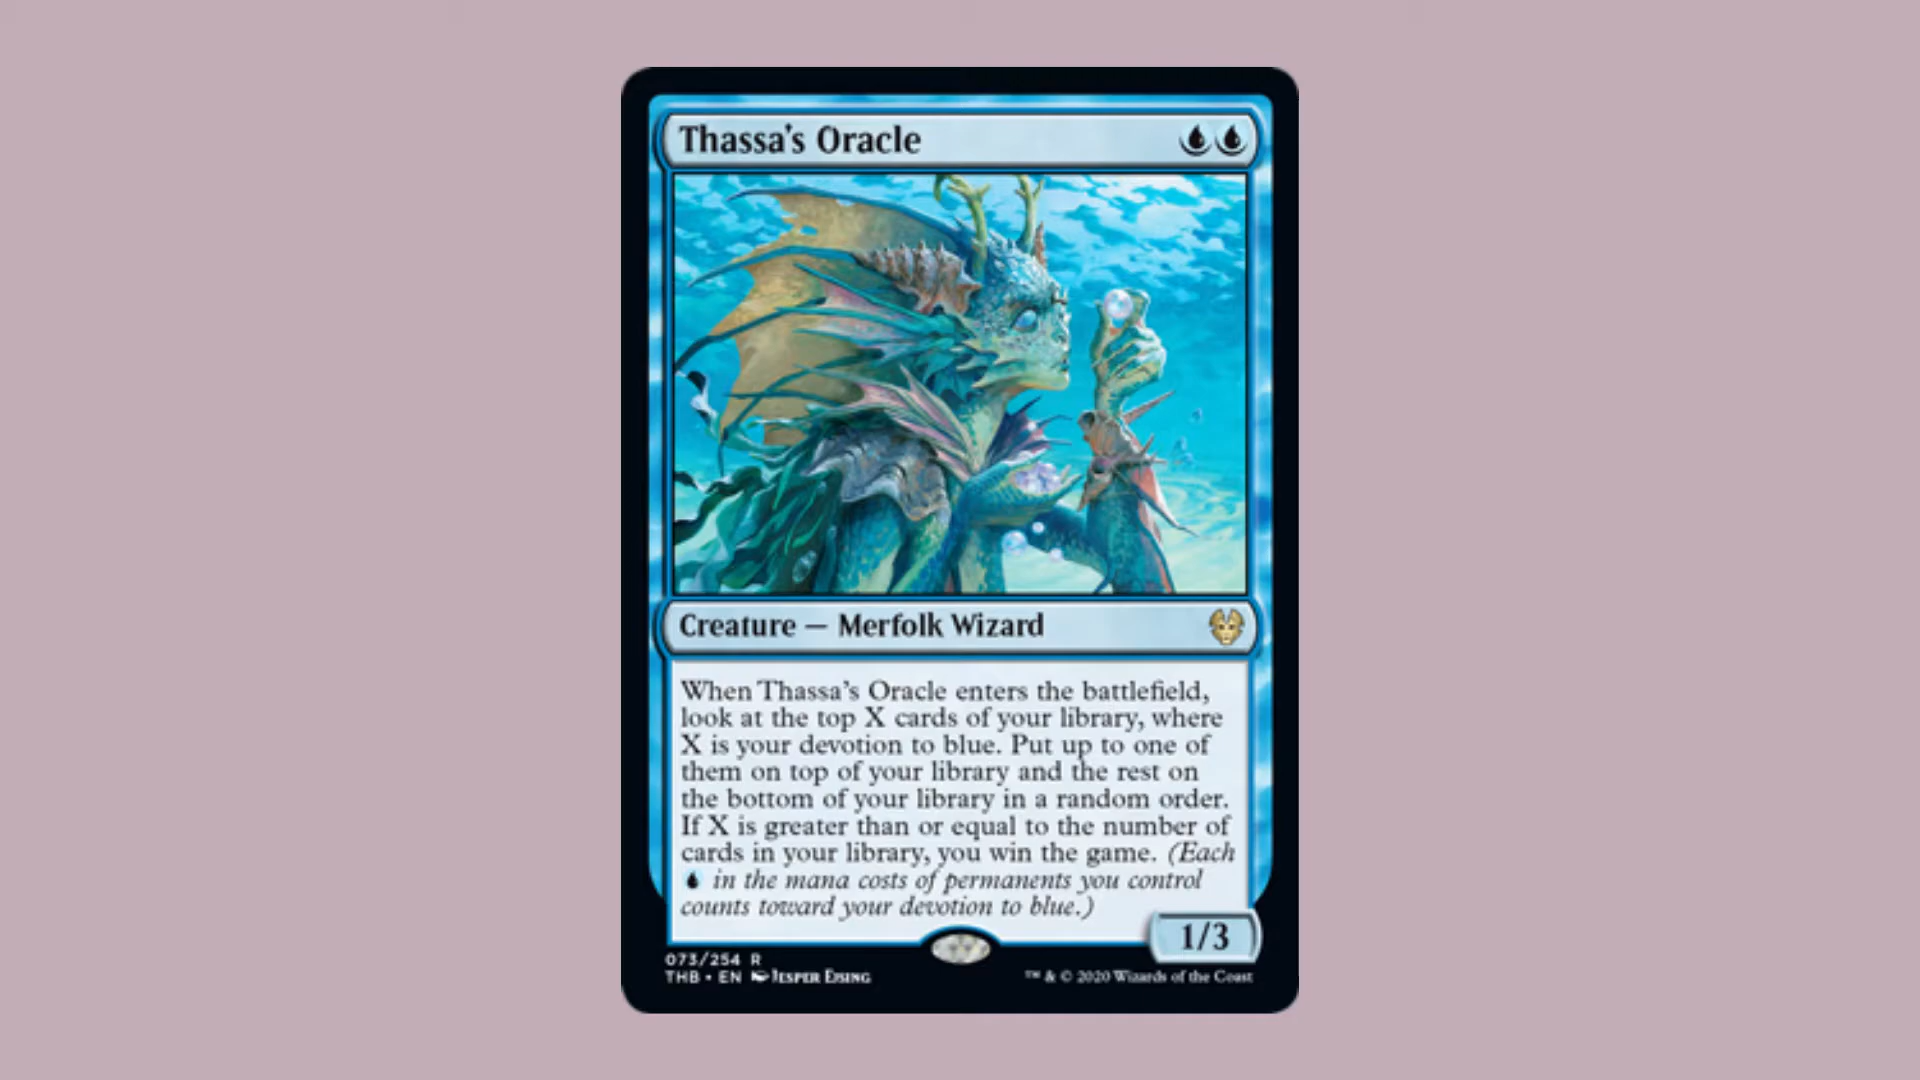 Thassa's Oracle
Creature — Merfolk Wizard
When Thassa's Oracle enters the battlefield,
look at the top X cards of your library, where
X is your devotion to blue. Put up to one of
them on top of your library and the rest on
the bottom of your library in a random order.
If X is greater than or equal to the number of
cards in your library, you win the game. (Each
in the mana costs of permanents you control
counts toward your devotion to blue.)
1/3
073/254 R
THB • EN Jesper Ejsing
™ & © 2020 Wizards of the Coast